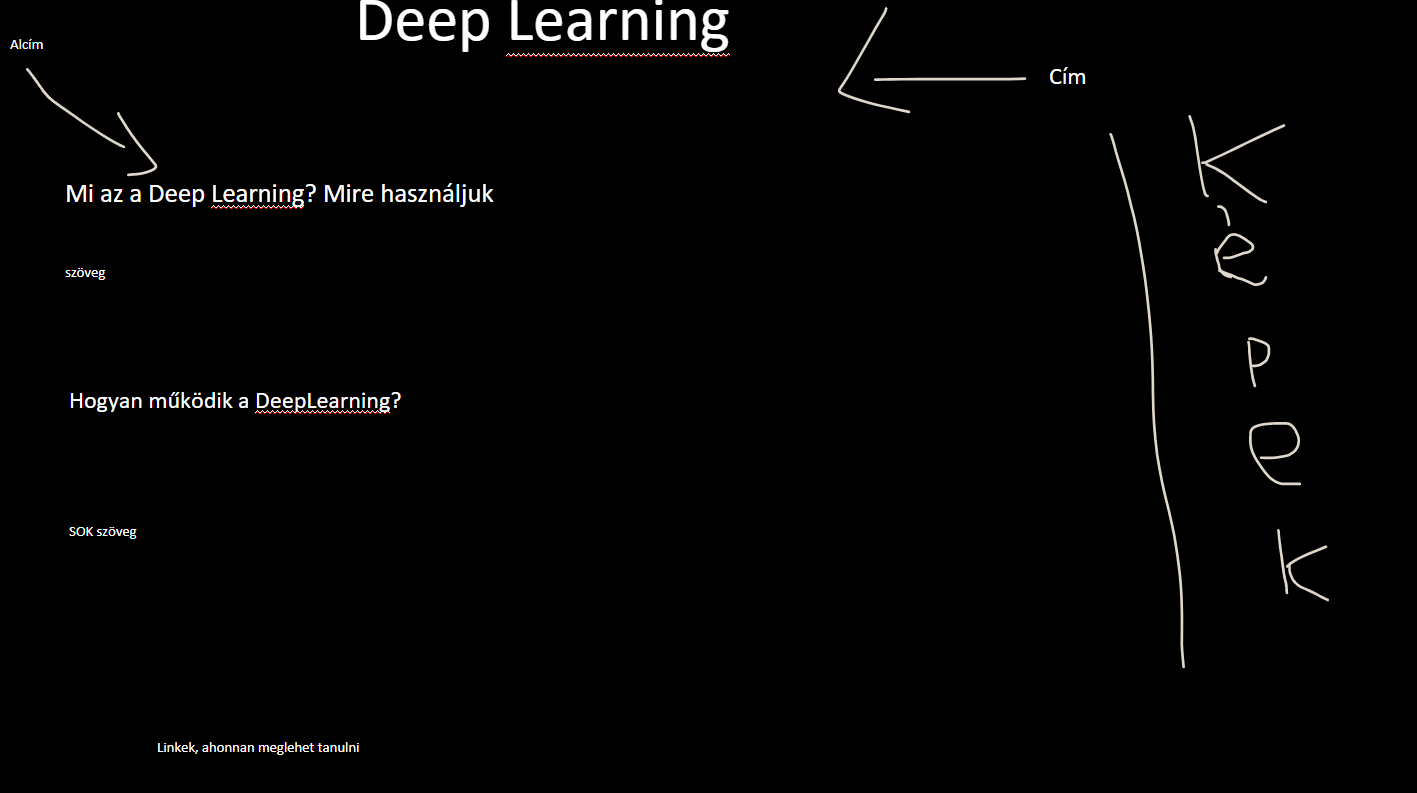 Deep Learning
Alcím
Cím
Mi az a Deep Learning? Mire használjuk
szöveg
Hogyan működik a DeepLearning?
SOK szöveg
Linkek, ahonnan meglehet tanulni
Képek